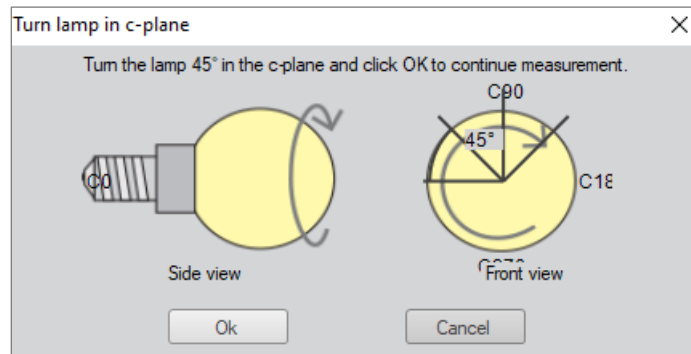 Turn lamp in c-plane
Turn the lamp 45° in the c-plane and click OK to continue measurement.
C90
45°
C0
C18
Side view
Front view
Ok
Cancel